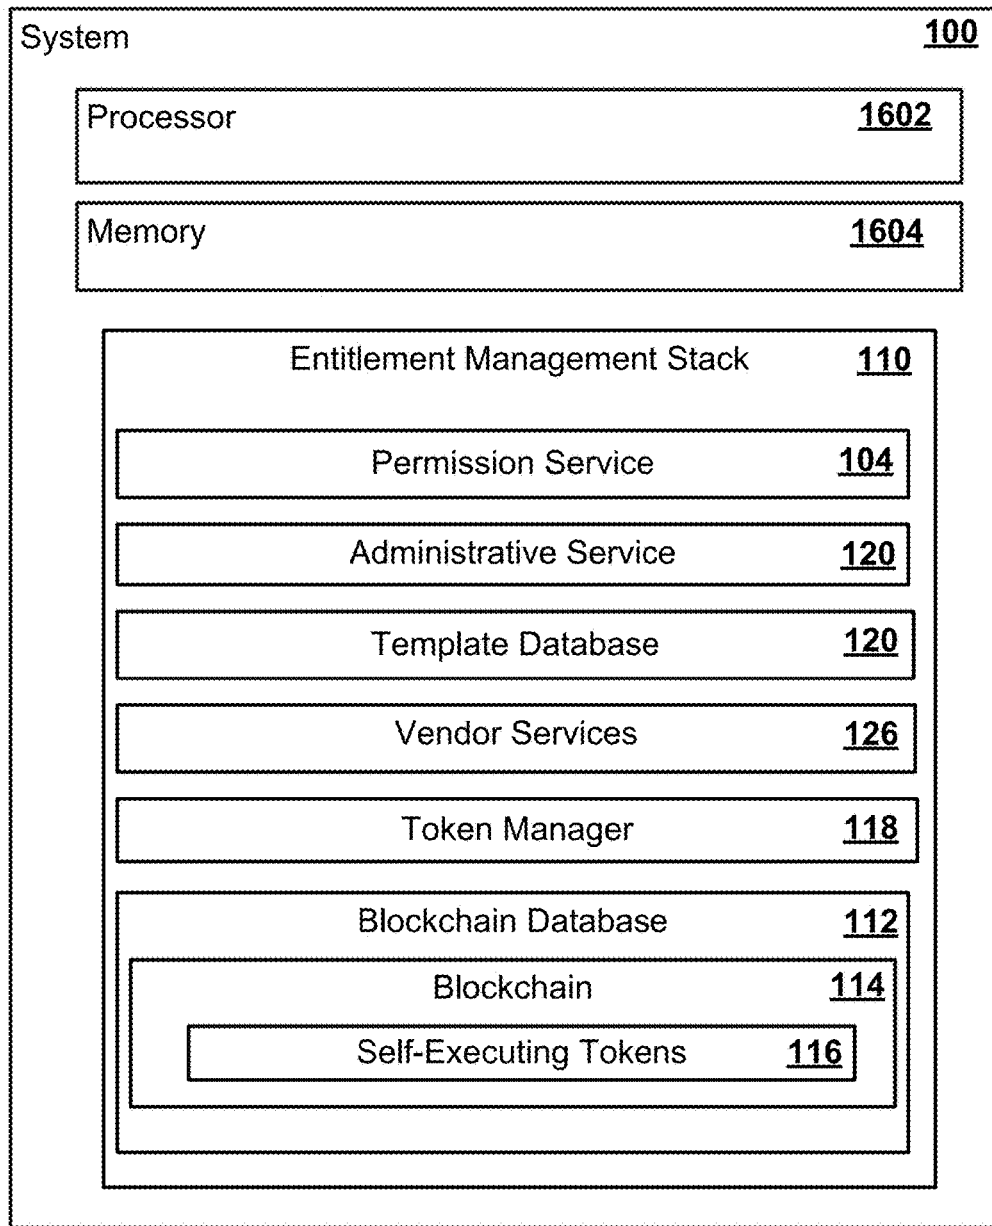 System 100
Processor 1602
Memory 1604
Entitlement Management Stack 110
Permission Service 104
Administrative Service 120
Template Database 120
Vendor Services 126
Token Manager 118
Blockchain Database 112
Blockchain 114
Self-Executing Tokens 116